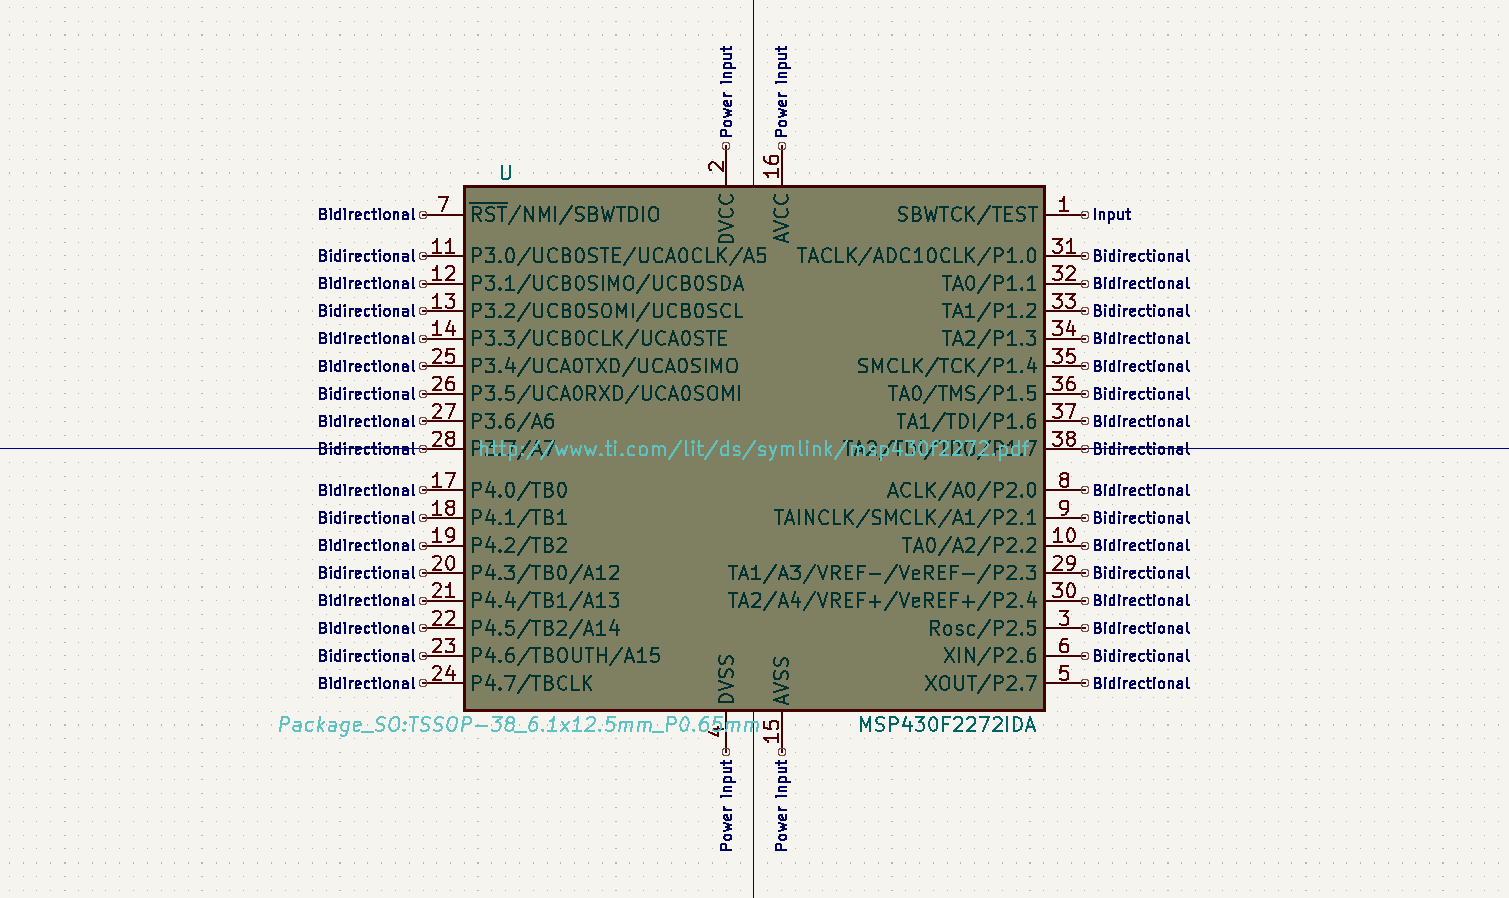 Power Input
Power Input
2
16
U
DVCC
AVCC
Bidirectional 7 RST/NMI/SBWTDIO SBWTCK/TEST 1 Input
Bidirectional 11 P3.0/UCB0STE/UCA0CLK/A5 TACLK/ADC10CLK/P1.0 31 Bidirectional
Bidirectional 12 P3.1/UCB0SIMO/UCB0SDA TA0/P1.1 32 Bidirectional
Bidirectional 13 P3.2/UCB0SOMI/UCB0SCL TA1/P1.2 33 Bidirectional
Bidirectional 14 P3.3/UCB0CLK/UCA0STE TA2/P1.3 34 Bidirectional
Bidirectional 25 P3.4/UCA0TXD/UCA0SIMO SMCLK/TCK/P1.4 35 Bidirectional
Bidirectional 26 P3.5/UCA0RXD/UCA0SOMI TA0/TMS/P1.5 36 Bidirectional
Bidirectional 27 P3.6/A6 TA1/TDI/P1.6 37 Bidirectional
Bidirectional 28 P3.7/A7 http://www.ti.com/lit/ds/symlink/msp430f2272.pdf 38 Bidirectional
Bidirectional 17 P4.0/TB0 ACLK/A0/P2.0 8 Bidirectional
Bidirectional 18 P4.1/TB1 TAINCLK/SMCLK/A1/P2.1 9 Bidirectional
Bidirectional 19 P4.2/TB2 TA0/A2/P2.2 10 Bidirectional
Bidirectional 20 P4.3/TB0/A12 TA1/A3/VREF-/VeREF-/P2.3 29 Bidirectional
Bidirectional 21 P4.4/TB1/A13 TA2/A4/VREF+/VeREF+/P2.4 30 Bidirectional
Bidirectional 22 P4.5/TB2/A14 Rosc/P2.5 3 Bidirectional
Bidirectional 23 P4.6/TBOUTH/A15 XIN/P2.6 6 Bidirectional
Bidirectional 24 P4.7/TBCLK XOUT/P2.7 5 Bidirectional
DVSS
AVSS
Package_SO:TSSOP-38_6.1x12.5mm_P0.65mm MSP430F2272IDA
4
15
Power Input
Power Input